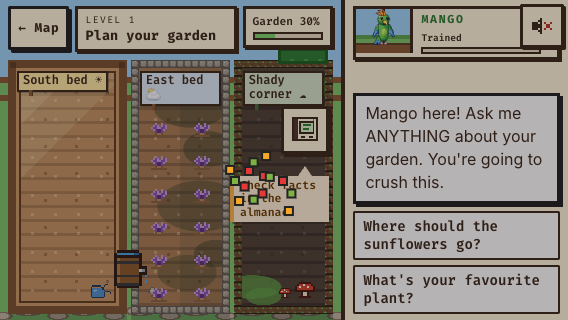 ← Map
LEVEL 1
Plan your garden
Garden 30%
MANGO
Trained
South bed
East bed
Shady
corner
Check facts
in the
almanac
Mango here! Ask me
ANYTHING about your
garden. You're going to
crush this.
Where should the
sunflowers go?
What's your favourite
plant?